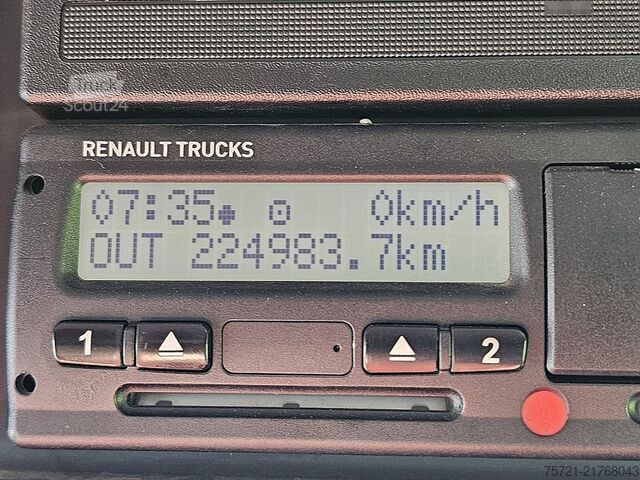 Truck
Scout24
RENAULT TRUCKS
07:35 0km/h
OUT 224983.7km
1 2
75721-21768043